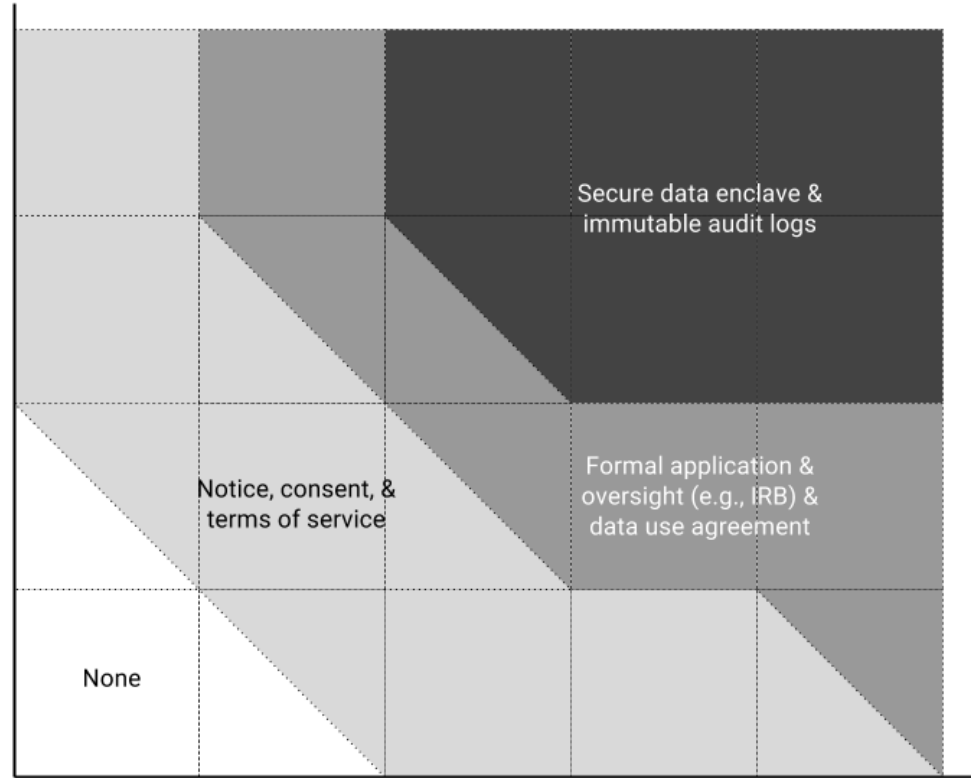 Secure data enclave &
immutable audit logs
Notice, consent, &
terms of service
Formal application &
oversight (e.g., IRB) &
data use agreement
None